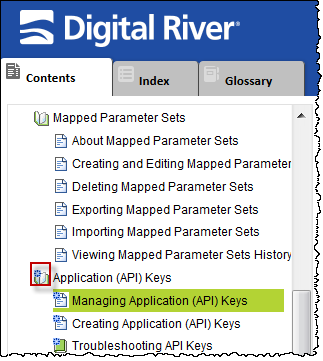 Digital River®
Contents
Index
Glossary
Mapped Parameter Sets
About Mapped Parameter Sets
Creating and Editing Mapped Parameter
Deleting Mapped Parameter Sets
Exporting Mapped Parameter Sets
Importing Mapped Parameter Sets
Viewing Mapped Parameter Sets History
Application (API) Keys
Managing Application (API) Keys
Creating Application (API) Keys
Troubleshooting API Keys